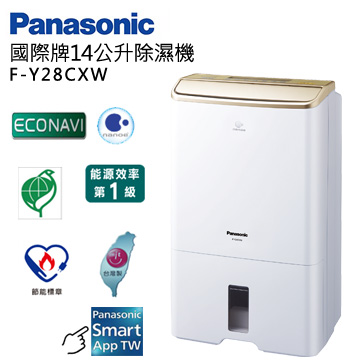 Panasonic
國際牌14公升除濕機
F-Y28CXW
ECONAVI
nanoe
能源效率
第1級
節能標章
台灣製
Panasonic
Smart
App TW
Panasonic